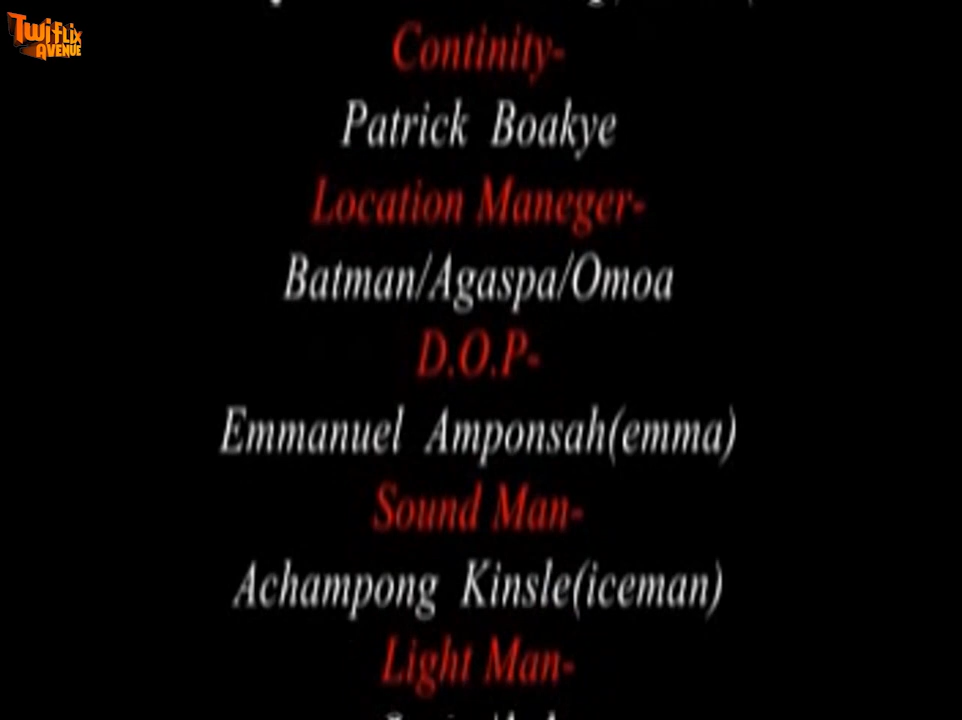 Twiflix
Avenue
Continity-
Patrick Boakye
Location Maneger-
Batman/Agaspa/Omoa
D.O.P-
Emmanuel Amponsah(emma)
Sound Man-
Achampong Kinsle(iceman)
Light Man-